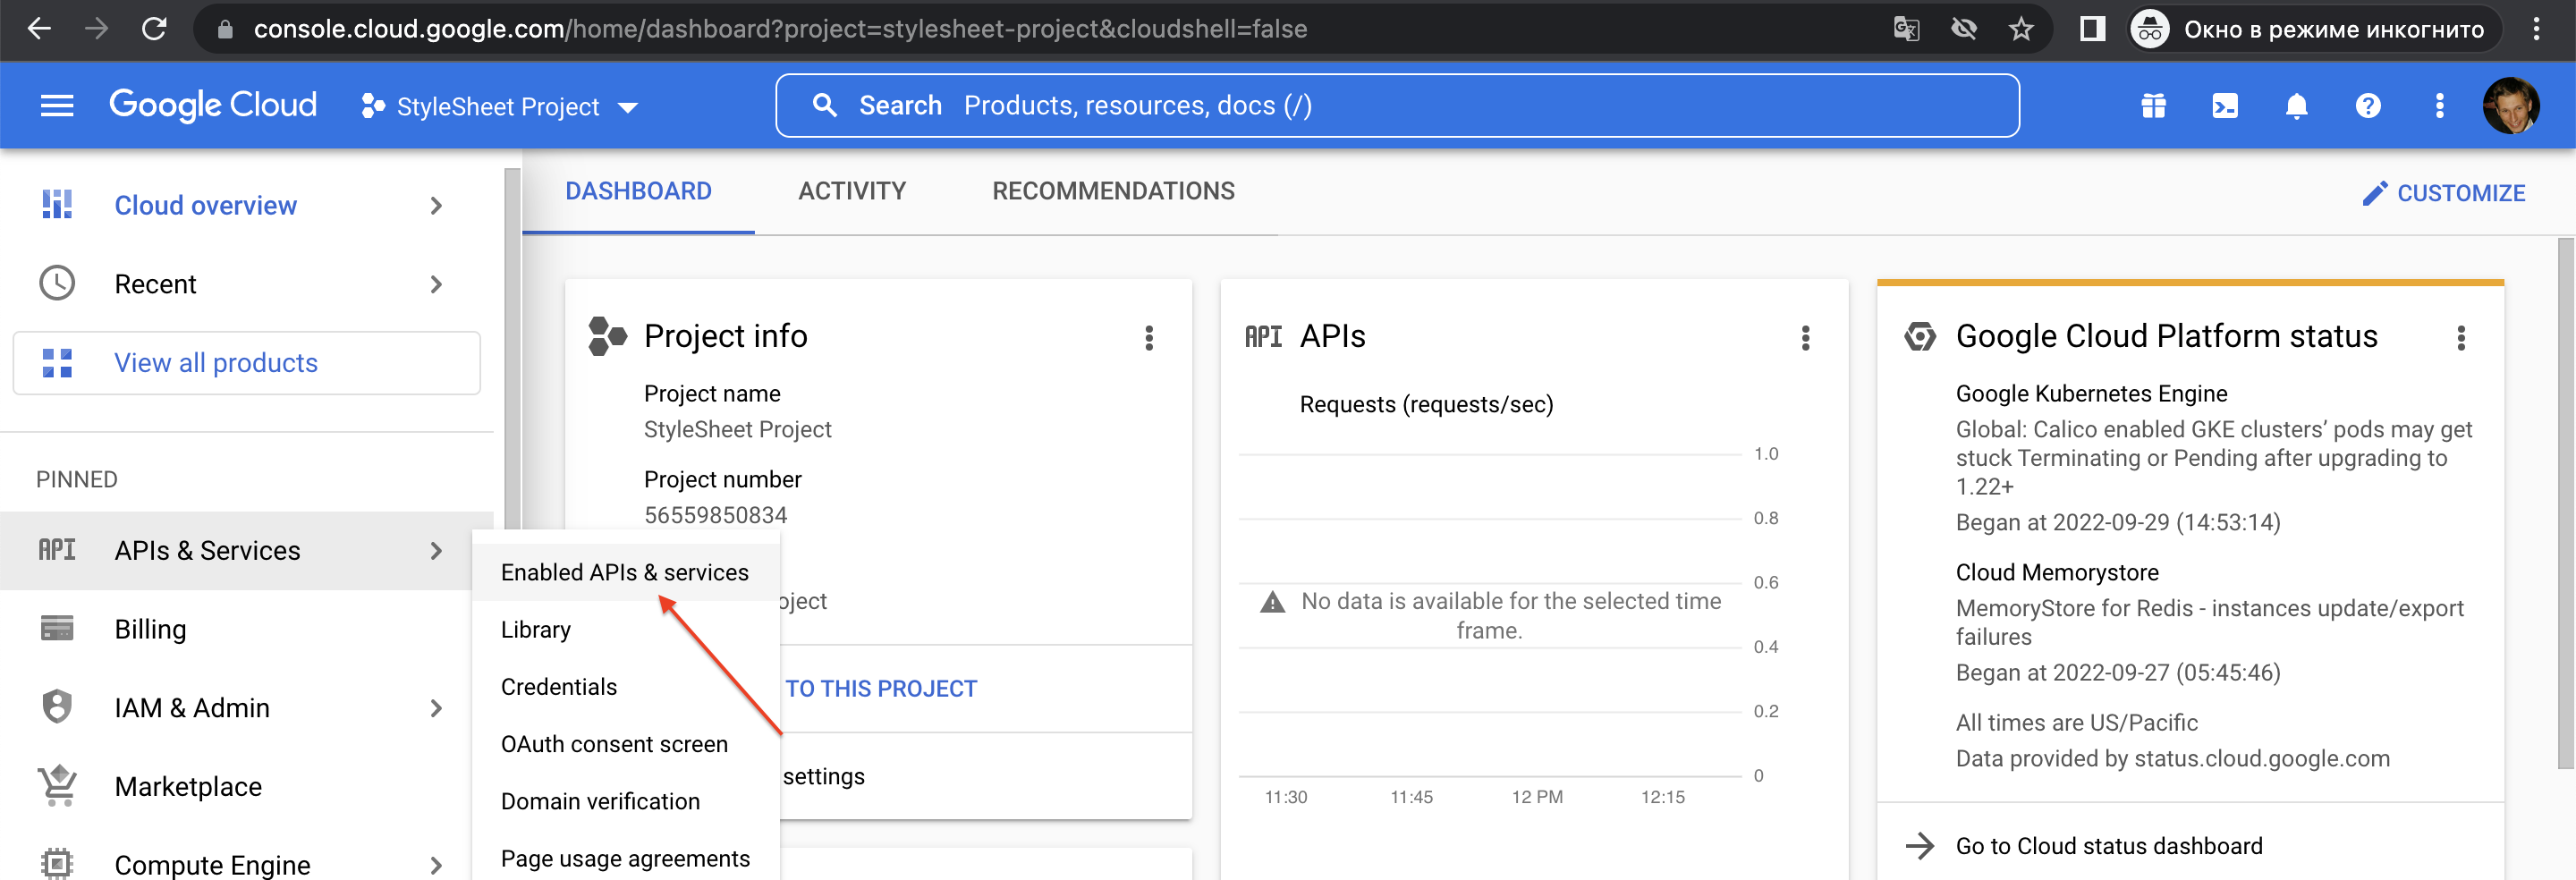 console.cloud.google.com/home/dashboard?project=stylesheet-project&cloudshell=false
Окно в режиме инкогнито
Google Cloud
StyleSheet Project
Search Products, resources, docs (/)
Cloud overview
Recent
View all products
PINNED
API APIs & Services
Billing
IAM & Admin
Marketplace
Compute Engine
Enabled APIs & services
Library
Credentials
OAuth consent screen
Domain verification
Page usage agreements
DASHBOARD
ACTIVITY
RECOMMENDATIONS
CUSTOMIZE
Project info
Project name
StyleSheet Project
Project number
56559850834
oject
TO THIS PROJECT
settings
API APIs
Requests (requests/sec)
1.0
0.8
0.6
No data is available for the selected time
frame.
0.4
0.2
0
11:30
11:45
12 PM
12:15
Google Cloud Platform status
Google Kubernetes Engine
Global: Calico enabled GKE clusters’ pods may get
stuck Terminating or Pending after upgrading to
1.22+
Began at 2022-09-29 (14:53:14)
Cloud Memorystore
MemoryStore for Redis - instances update/export
failures
Began at 2022-09-27 (05:45:46)
All times are US/Pacific
Data provided by status.cloud.google.com
Go to Cloud status dashboard